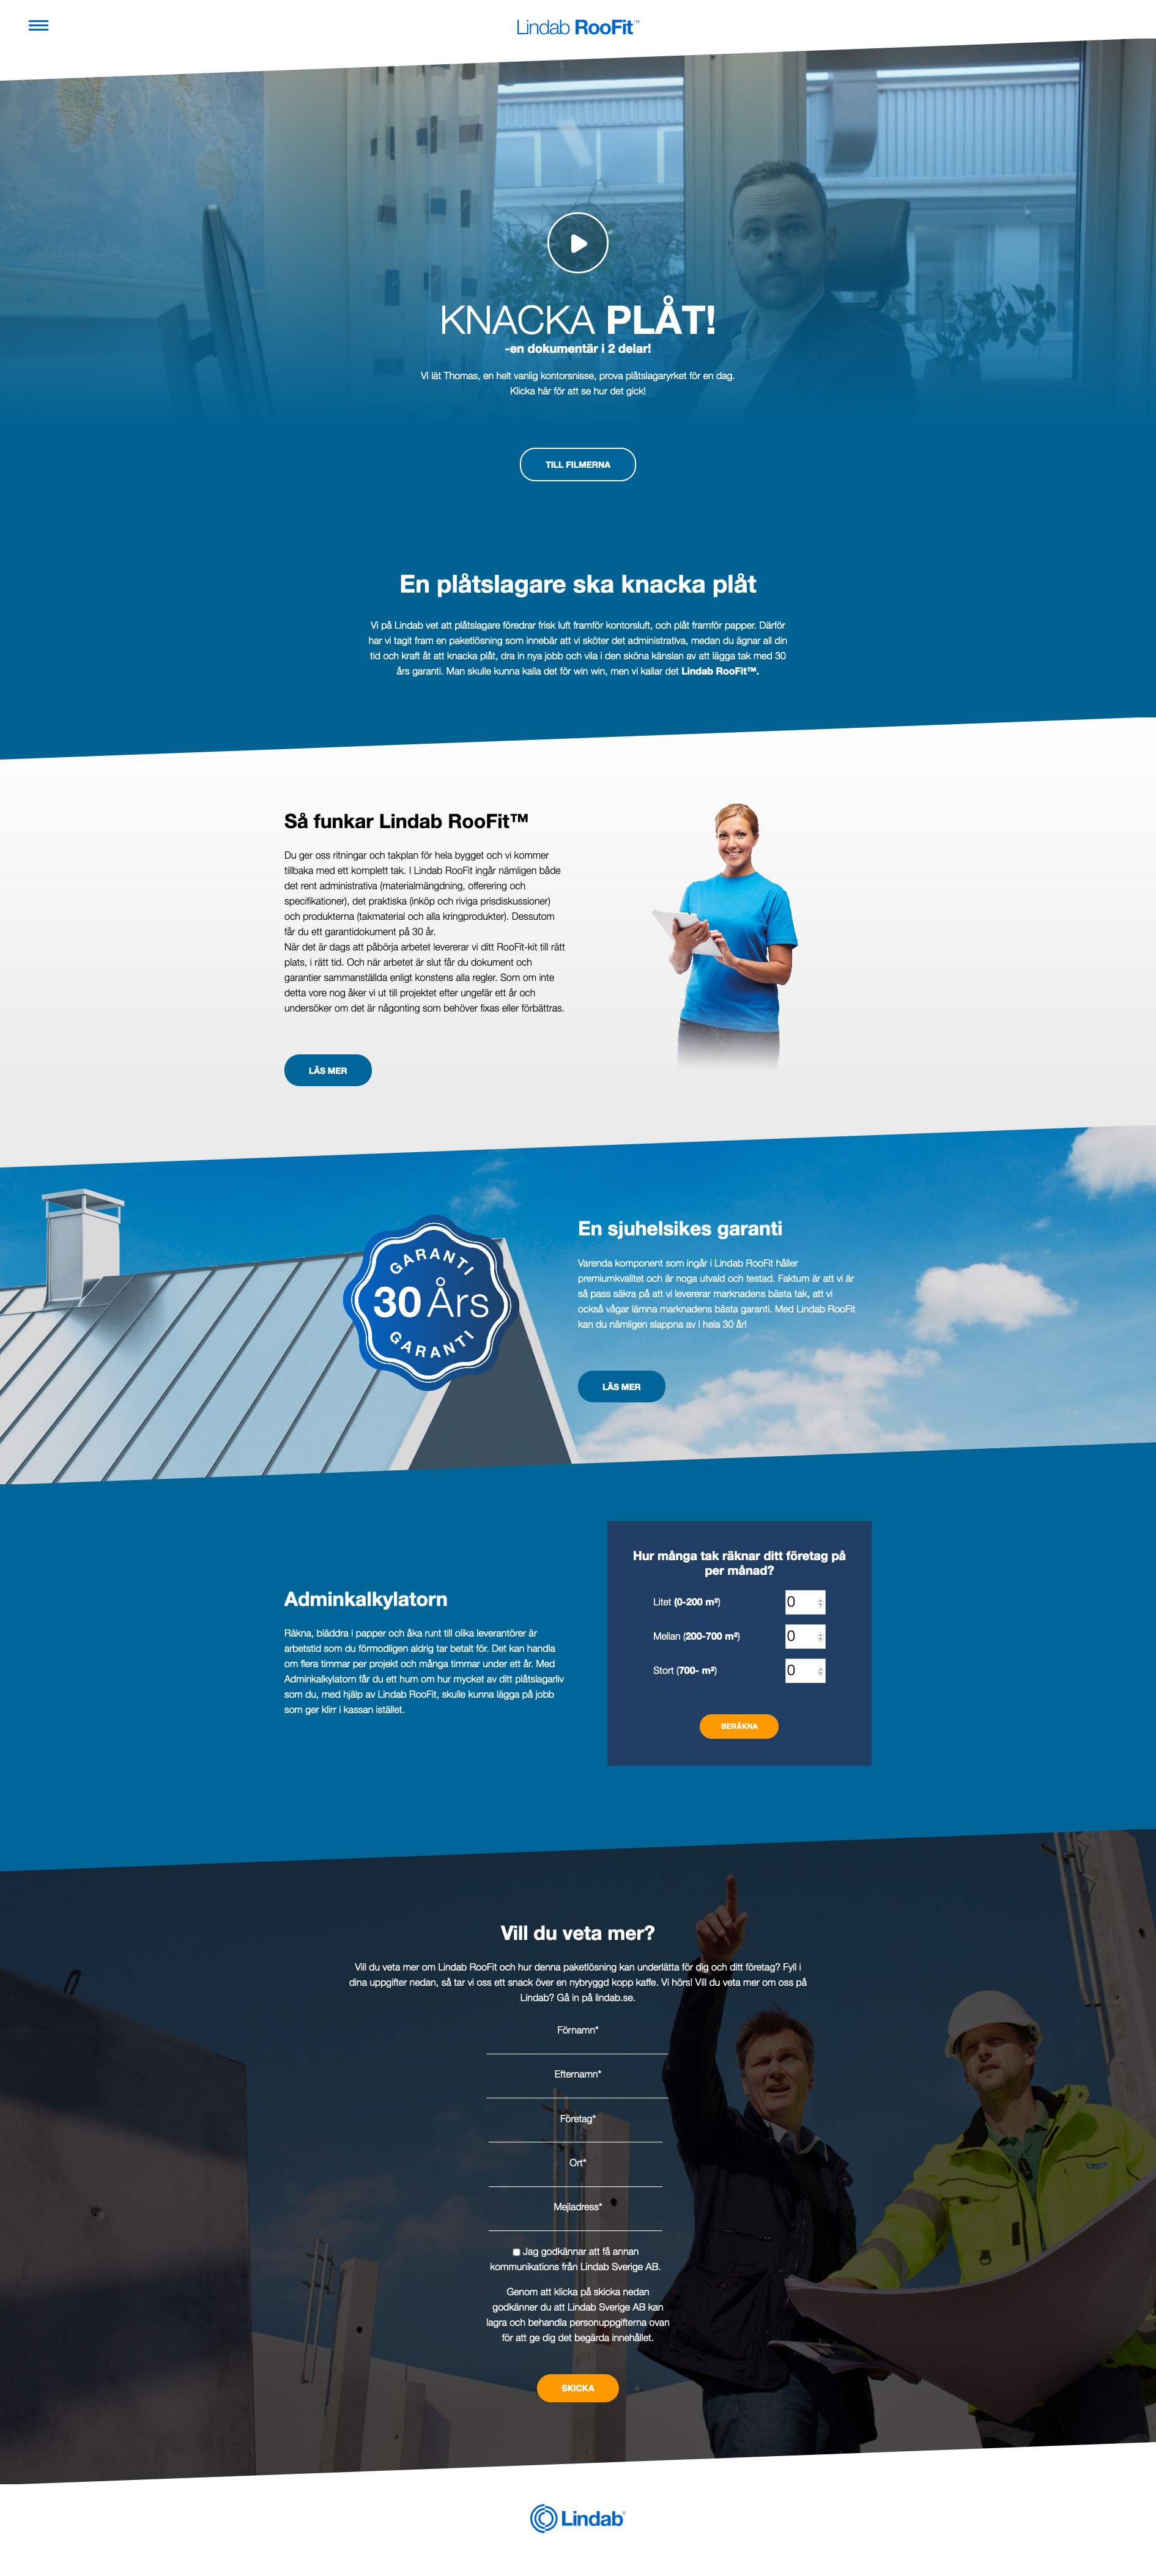 Lindab RooFit™
KNACKA PLÅT!
-en dokumentär i 2 delar!
Vi lät Thomas, en helt vanlig kontorsnisse, prova plåtslagaryrket för en dag.
Klicka här för att se hur det gick!
TILL FILMERNA
En plåtslagare ska knacka plåt
Vi på Lindab vet att plåtslagare föredrar frisk luft framför kontorsluft, och plåt framför papper. Därför
har vi tagit fram en paketlösning som innebär att vi sköter det administrativa, medan du ägnar all din
tid och kraft åt att knacka plåt, dra in nya jobb och vila i den sköna känslan av att lägga tak med 30
års garanti. Man skulle kunna kalla det för win win, men vi kallar det Lindab RooFit™.
Så funkar Lindab RooFit™
Du ger oss ritningar och takplan för hela bygget och vi kommer
tillbaka med ett komplett tak. I Lindab RooFit ingår nämligen både
det rent administrativa (materialmängdning, offerering och
specifikationer), det praktiska (inköp och riviga prisdiskussioner)
och produkterna (takmaterial och alla kringprodukter). Dessutom
får du ett garantidokument på 30 år.
När det är dags att påbörja arbetet levererar vi ditt RooFit-kit till rätt
plats, i rätt tid. Och när arbetet är slut får du dokument och
garantier sammanställda enligt konstens alla regler. Som om inte
detta vore nog åker vi ut till projektet efter ungefär ett år och
undersöker om det är någonting som behöver fixas eller förbättras.
LÄS MER
GARANTI
30 Års
GARANTI
En sjuhelsikes garanti
Varenda komponent som ingår i Lindab RooFit håller
premiumkvalitet och är noga utvald och testad. Faktum är att vi är
så pass säkra på att vi levererar marknadens bästa tak, att vi
också vågar lämna marknadens bästa garanti. Med Lindab RooFit
kan du nämligen slappna av i hela 30 år!
LÄS MER
Adminkalkylatorn
Räkna, bläddra i papper och åka runt till olika leverantörer är
arbetstid som du förmodligen aldrig tar betalt för. Det kan handla
om flera timmar per projekt och många timmar under ett år. Med
Adminkalkylatorn får du ett hum om hur mycket av ditt plåtslagarliv
som du, med hjälp av Lindab RooFit, skulle kunna lägga på jobb
som ger klirr i kassan istället.
Hur många tak räknar ditt företag på
per månad?
Litet (0-200 m²) 0
Mellan (200-700 m²) 0
Stort (700- m²) 0
BERÄKNA
Vill du veta mer?
Vill du veta mer om Lindab RooFit och hur denna paketlösning kan underlätta för dig och ditt företag? Fyll i
dina uppgifter nedan, så tar vi oss ett snack över en nybryggd kopp kaffe. Vi hörs! Vill du veta mer om oss på
Lindab? Gå in på lindab.se.
Förnamn*
Efternamn*
Företag*
Ort*
Mejladress*
Jag godkännar att få annan
kommunikations från Lindab Sverige AB.
Genom att klicka på skicka nedan
godkänner du att Lindab Sverige AB kan
lagra och behandla personuppgifterna ovan
för att ge dig det begärda innehållet.
SKICKA
Lindab®